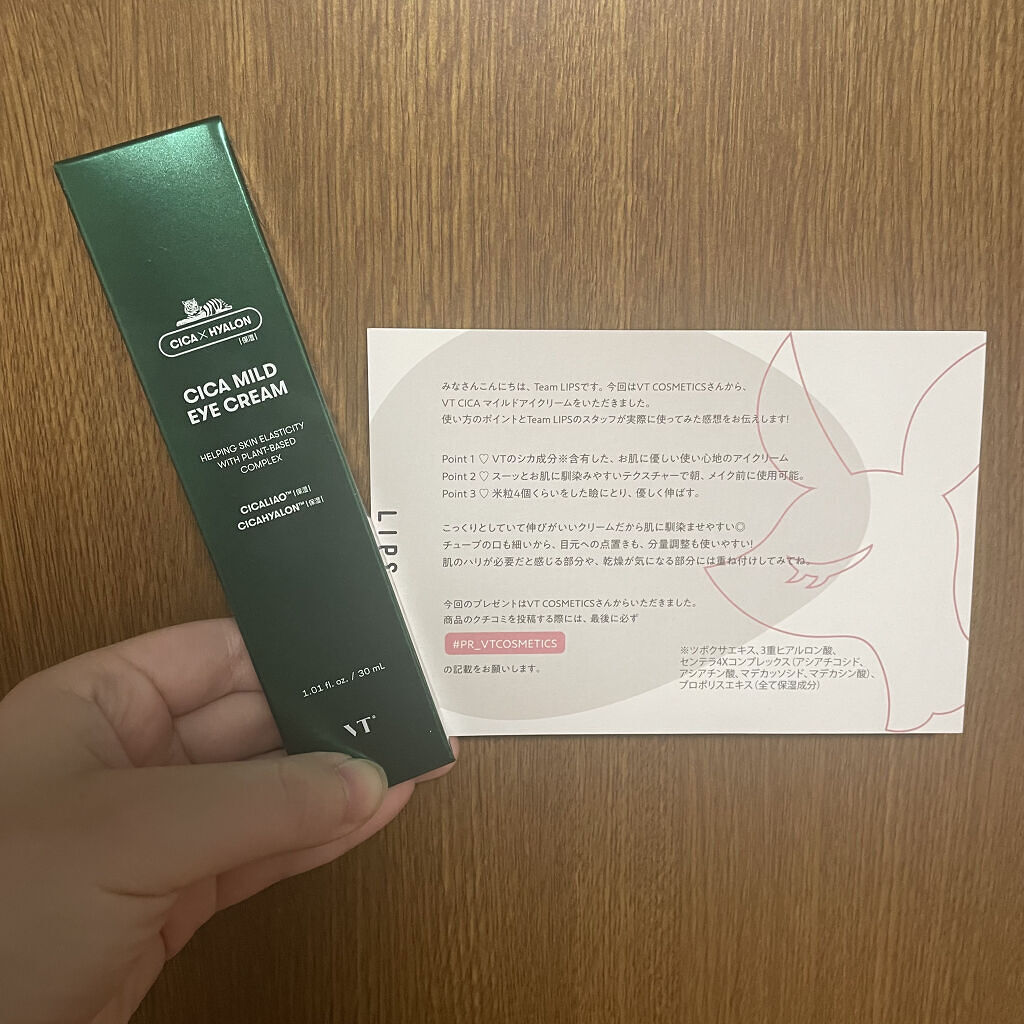 CICA×HYALON
[保湿]
CICA MILD
EYE CREAM
HELPING SKIN ELASTICITY
WITH PLANT-BASED
COMPLEX
CICALIAO™ [保湿]
CICAHYALON™ [保湿]
1.01 fl. oz. / 30 mL
VT®
LIPS
みなさんこんにちは、Team LIPSです。今回はVT COSMETICSさんから、
VT CICA マイルドアイクリームをいただきました。
使い方のポイントとTeam LIPSのスタッフが実際に使ってみた感想をお伝えします!
Point 1 ♡ VTのシカ成分※含有した、お肌に優しい使い心地のアイクリーム
Point 2 ♡ スーッとお肌に馴染みやすいテクスチャーで朝、メイク前に使用可能。
Point 3 ♡ 米粒4個くらいをした瞼にとり、優しく伸ばす。
こっくりとしていて伸びがいいクリームだから肌に馴染ませやすい◎
チューブの口も細いから、目元への点置きも、分量調整も使いやすい!
肌のハリが必要だと感じる部分や、乾燥が気になる部分には重ね付けしてみてね。
今回のプレゼントはVT COSMETICSさんからいただきました。
商品のクチコミを投稿する際には、最後に必ず
#PR_VTCOSMETICS
の記載をお願いします。
※ツボクサエキス、3重ヒアルロン酸、
センテラ4Xコンプレックス（アシアチコシド、
アシアチン酸、マデカッソシド、マデカシン酸）、
プロポリスエキス（全て保湿成分）